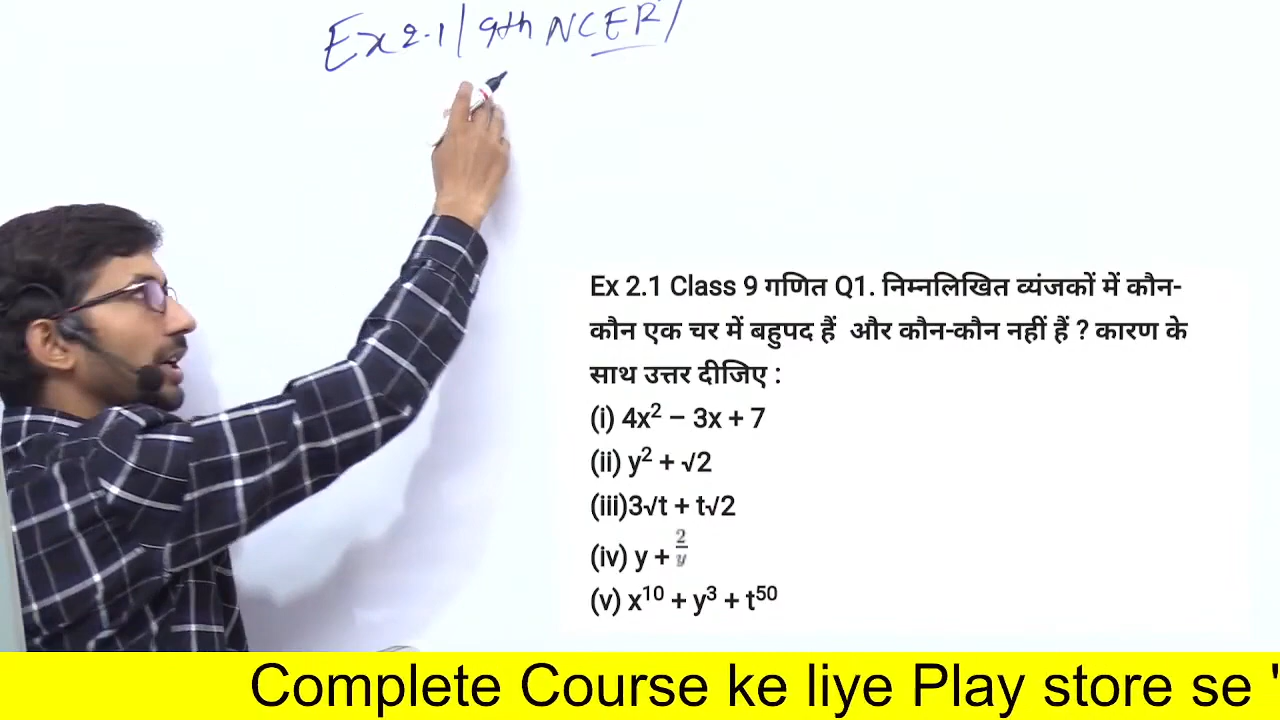 Ex 2.1 | 9th NCER/
Ex 2.1 Class 9 गणित Q1. निम्नलिखित व्यंजकों में कौन-
कौन एक चर में बहुपद हैं और कौन-कौन नहीं हैं ? कारण के
साथ उत्तर दीजिए :
(i) 4x² – 3x + 7
(ii) y² + √2
(iii)3√t + t√2
(iv) y + 2/y
(v) x¹⁰ + y³ + t⁵⁰
Complete Course ke liye Play store se '